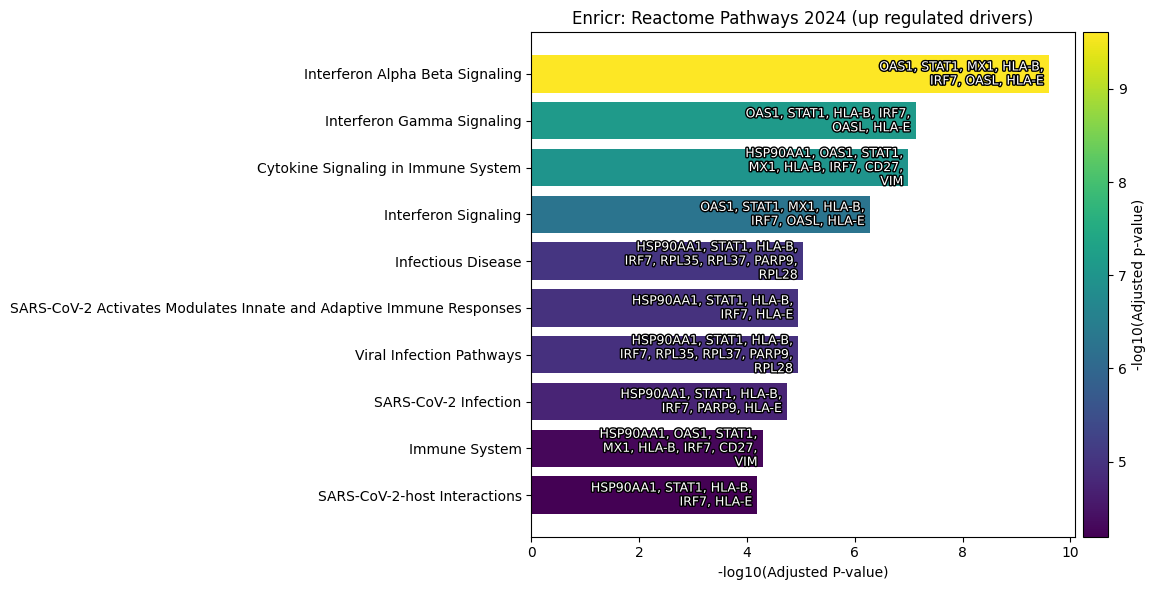 Enricr: Reactome Pathways 2024 (up regulated drivers)
Interferon Alpha Beta Signaling
OAS1, STAT1, MX1, HLA-B,
IRF7, OASL, HLA-E
Interferon Gamma Signaling
OAS1, STAT1, HLA-B, IRF7,
OASL, HLA-E
Cytokine Signaling in Immune System
HSP90AA1, OAS1, STAT1,
MX1, HLA-B, IRF7, CD27,
VIM
Interferon Signaling
OAS1, STAT1, MX1, HLA-B,
IRF7, OASL, HLA-E
Infectious Disease
HSP90AA1, STAT1, HLA-B,
IRF7, RPL35, RPL37, PARP9,
RPL28
SARS-CoV-2 Activates Modulates Innate and Adaptive Immune Responses
HSP90AA1, STAT1, HLA-B,
IRF7, HLA-E
Viral Infection Pathways
HSP90AA1, STAT1, HLA-B,
IRF7, RPL35, RPL37, PARP9,
RPL28
SARS-CoV-2 Infection
HSP90AA1, STAT1, HLA-B,
IRF7, PARP9, HLA-E
Immune System
HSP90AA1, OAS1, STAT1,
MX1, HLA-B, IRF7, CD27,
VIM
SARS-CoV-2-host Interactions
HSP90AA1, STAT1, HLA-B,
IRF7, HLA-E
0 2 4 6 8 10
-log10(Adjusted P-value)
9
8
7
6
5
-log10(Adjusted p-value)